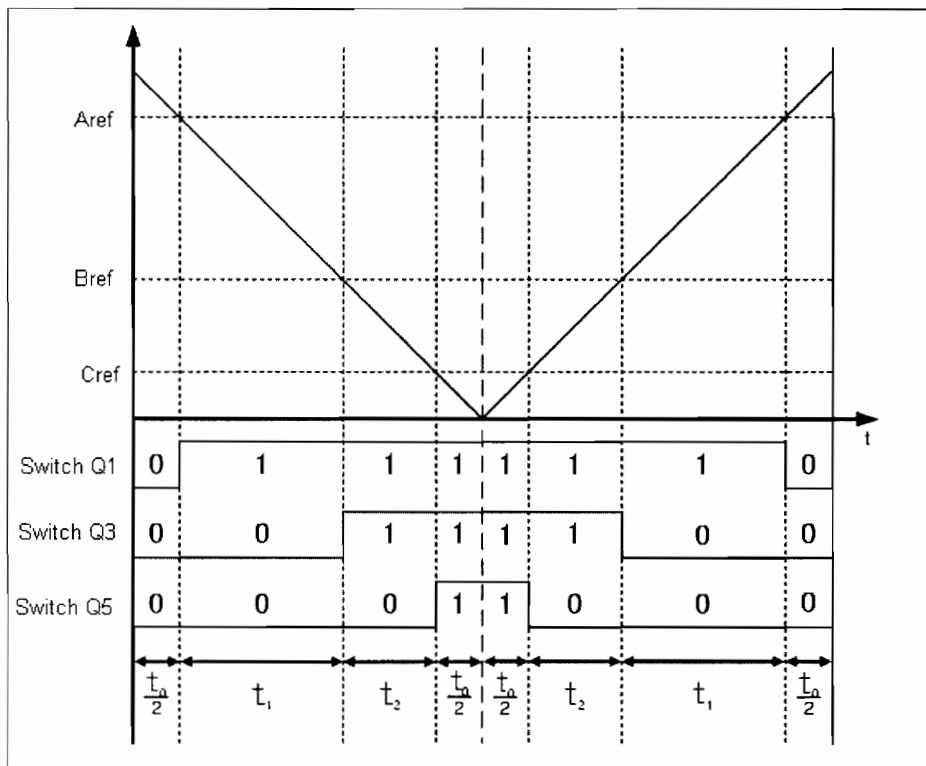 Aref
Bref
Cref
t
Switch Q1 0 1 1 1 1 1 1 0
Switch Q3 0 0 1 1 1 1 0 0
Switch Q5 0 0 0 1 1 0 0 0
t₀/2 t₁ t₂ t₀/2 t₀/2 t₂ t₁ t₀/2